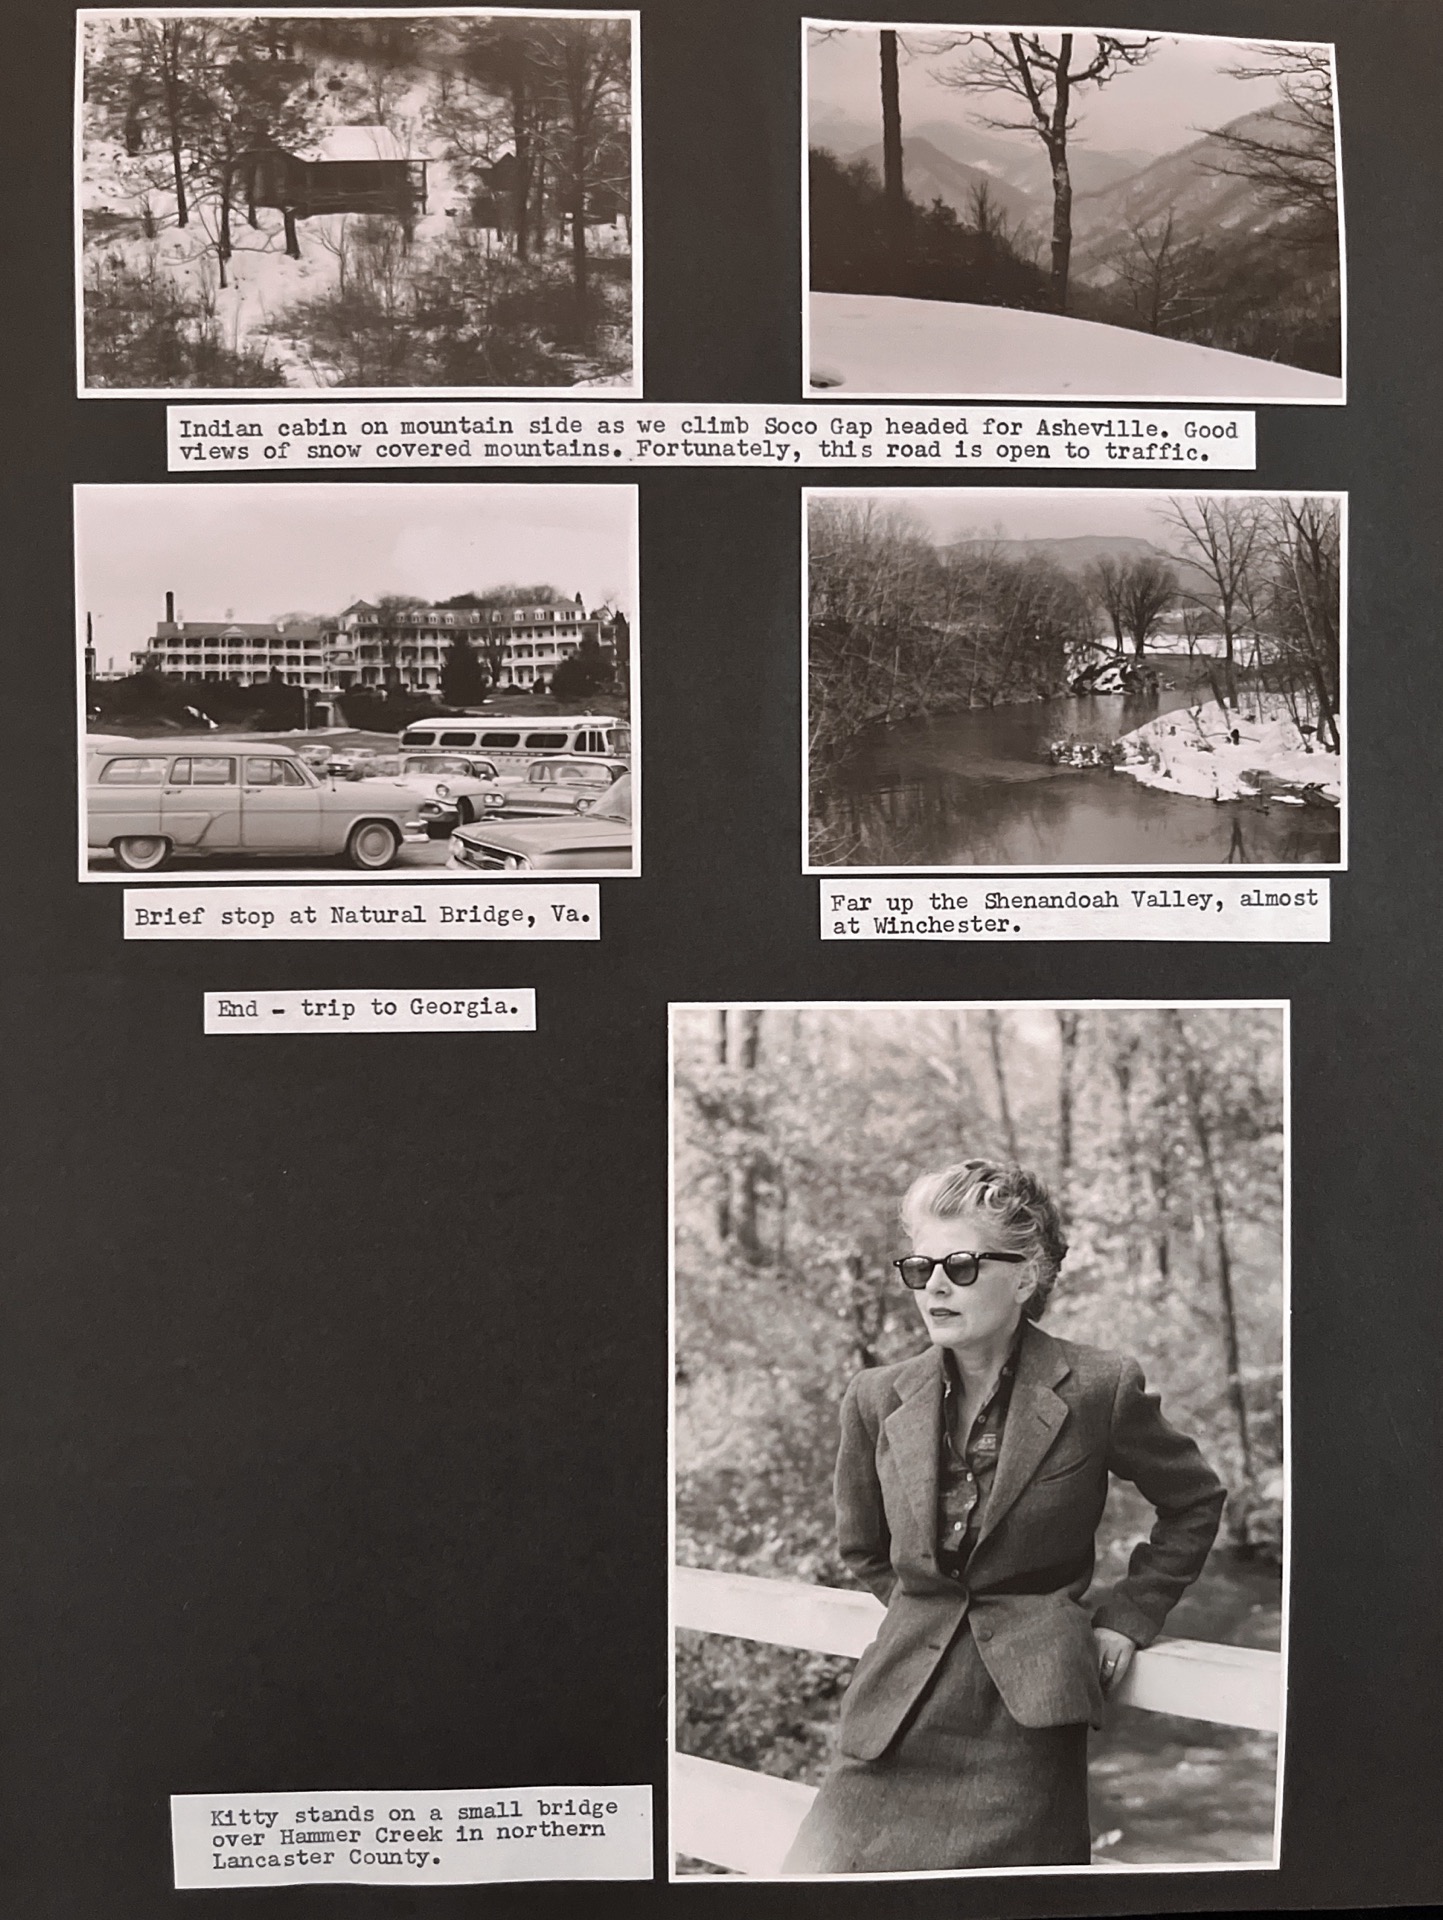 Indian cabin on mountain side as we climb Soco Gap headed for Asheville. Good
views of snow covered mountains. Fortunately, this road is open to traffic.
Brief stop at Natural Bridge, Va.
Far up the Shenandoah Valley, almost
at Winchester.
End - trip to Georgia.
Kitty stands on a small bridge
over Hammer Creek in northern
Lancaster County.